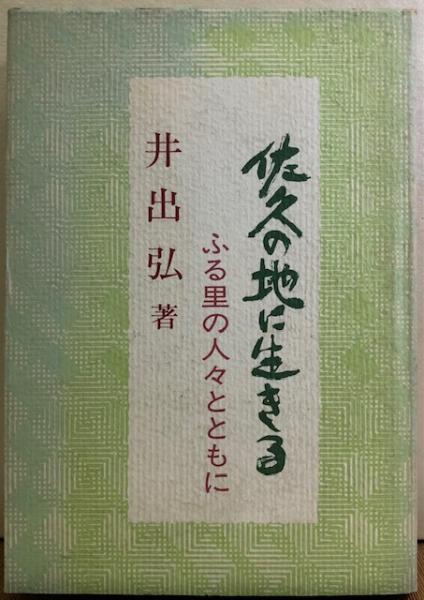 佐久の地に生きる
ふる里の人々とともに
井出弘著